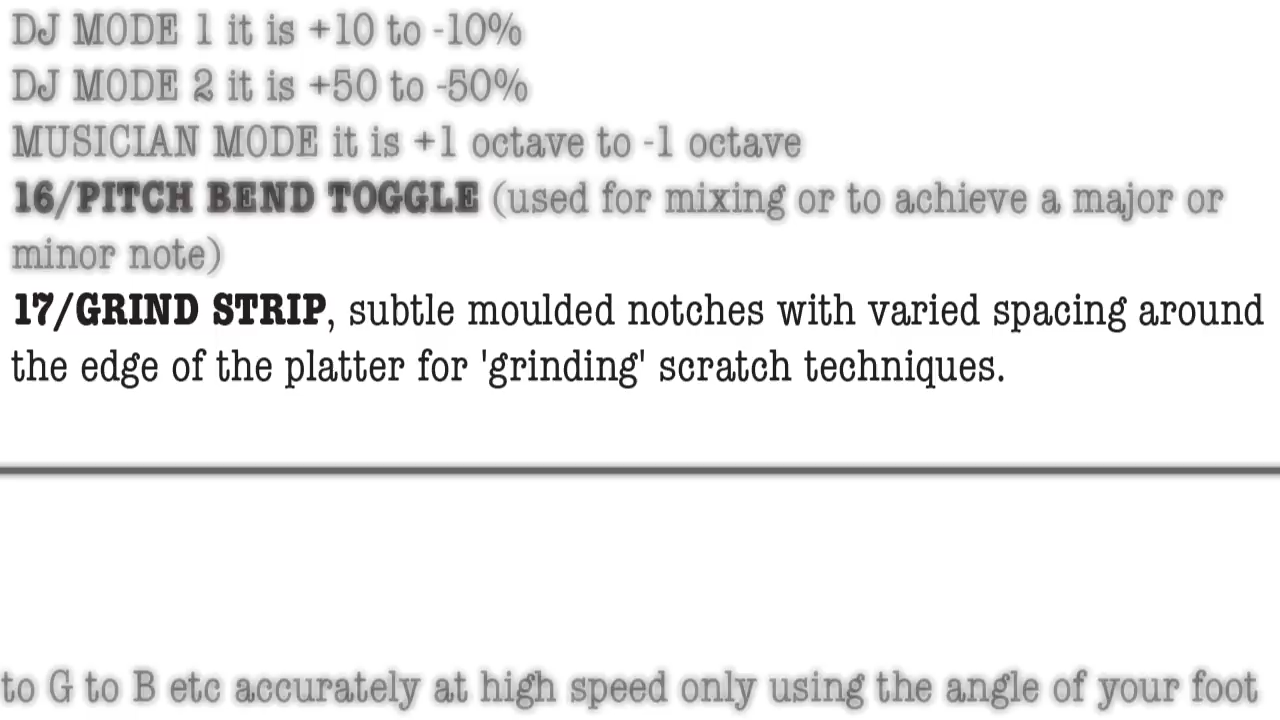 DJ MODE 1 it is +10 to -10%
DJ MODE 2 it is +50 to -50%
MUSICIAN MODE it is +1 octave to -1 octave
16/PITCH BEND TOGGLE (used for mixing or to achieve a major or
minor note)
17/GRIND STRIP, subtle moulded notches with varied spacing around
the edge of the platter for 'grinding' scratch techniques.
to G to B etc accurately at high speed only using the angle of your foot